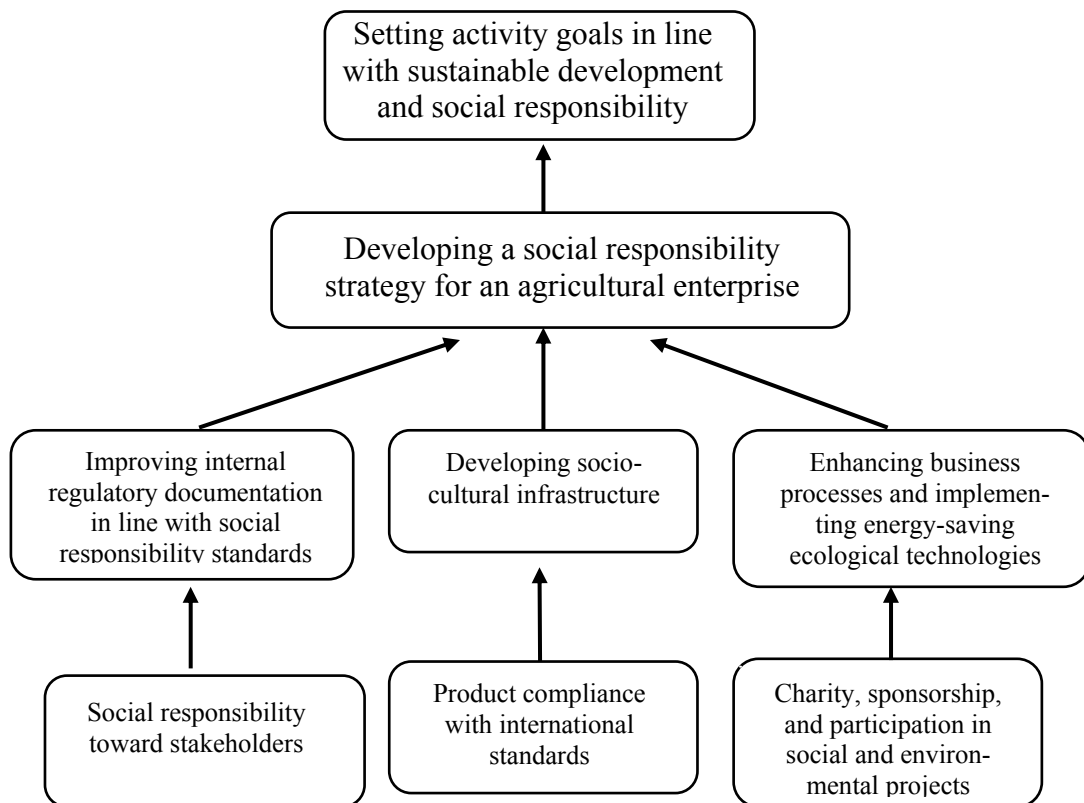 Setting activity goals in line
with sustainable development
and social responsibility
Developing a social responsibility
strategy for an agricultural enterprise
Improving internal
regulatory documentation
in line with social
responsibility standards
Developing socio-
cultural infrastructure
Enhancing business
processes and implemen-
ting energy-saving
ecological technologies
Social responsibility
toward stakeholders
Product compliance
with international
standards
Charity, sponsorship,
and participation in
social and environ-
mental projects